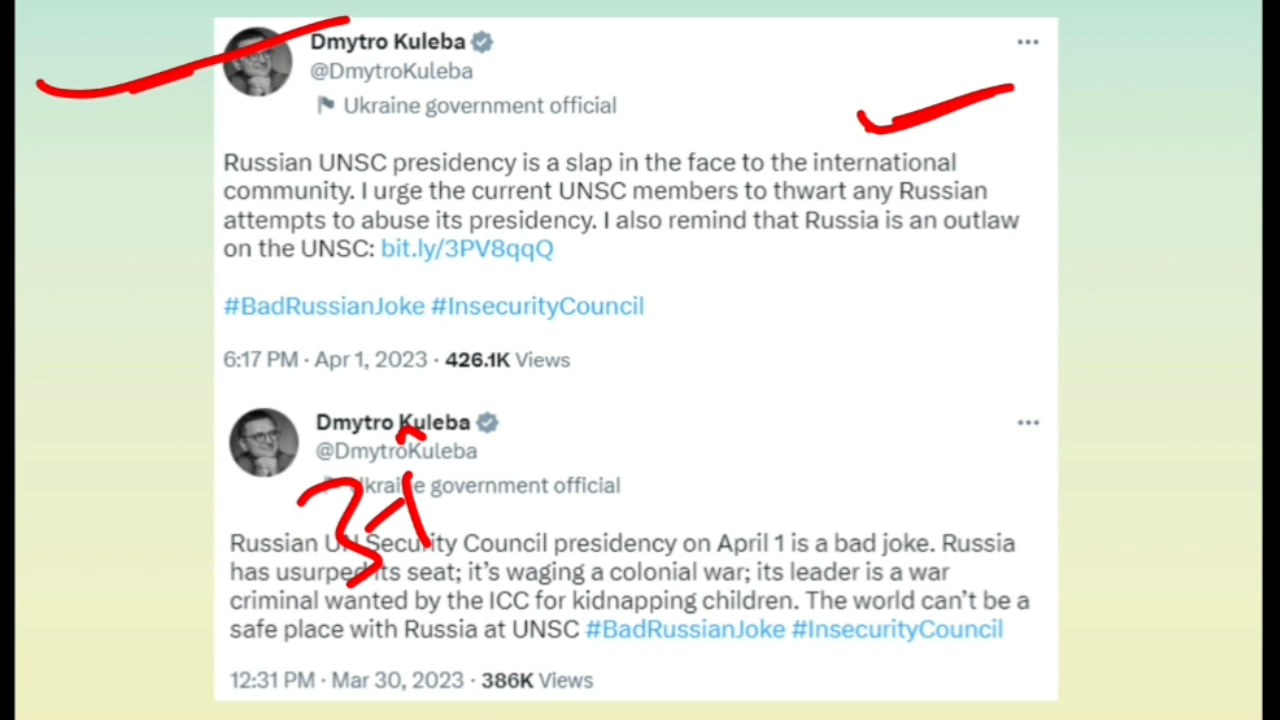 Dmytro Kuleba
@DmytroKuleba
Ukraine government official
Russian UNSC presidency is a slap in the face to the international
community. I urge the current UNSC members to thwart any Russian
attempts to abuse its presidency. I also remind that Russia is an outlaw
on the UNSC: bit.ly/3PV8qqQ
#BadRussianJoke #InsecurityCouncil
6:17 PM · Apr 1, 2023 · 426.1K Views
Dmytro Kuleba
@DmytroKuleba
Ukraine government official
Russian UN Security Council presidency on April 1 is a bad joke. Russia
has usurped its seat; it's waging a colonial war; its leader is a war
criminal wanted by the ICC for kidnapping children. The world can't be a
safe place with Russia at UNSC #BadRussianJoke #InsecurityCouncil
12:31 PM · Mar 30, 2023 · 386K Views